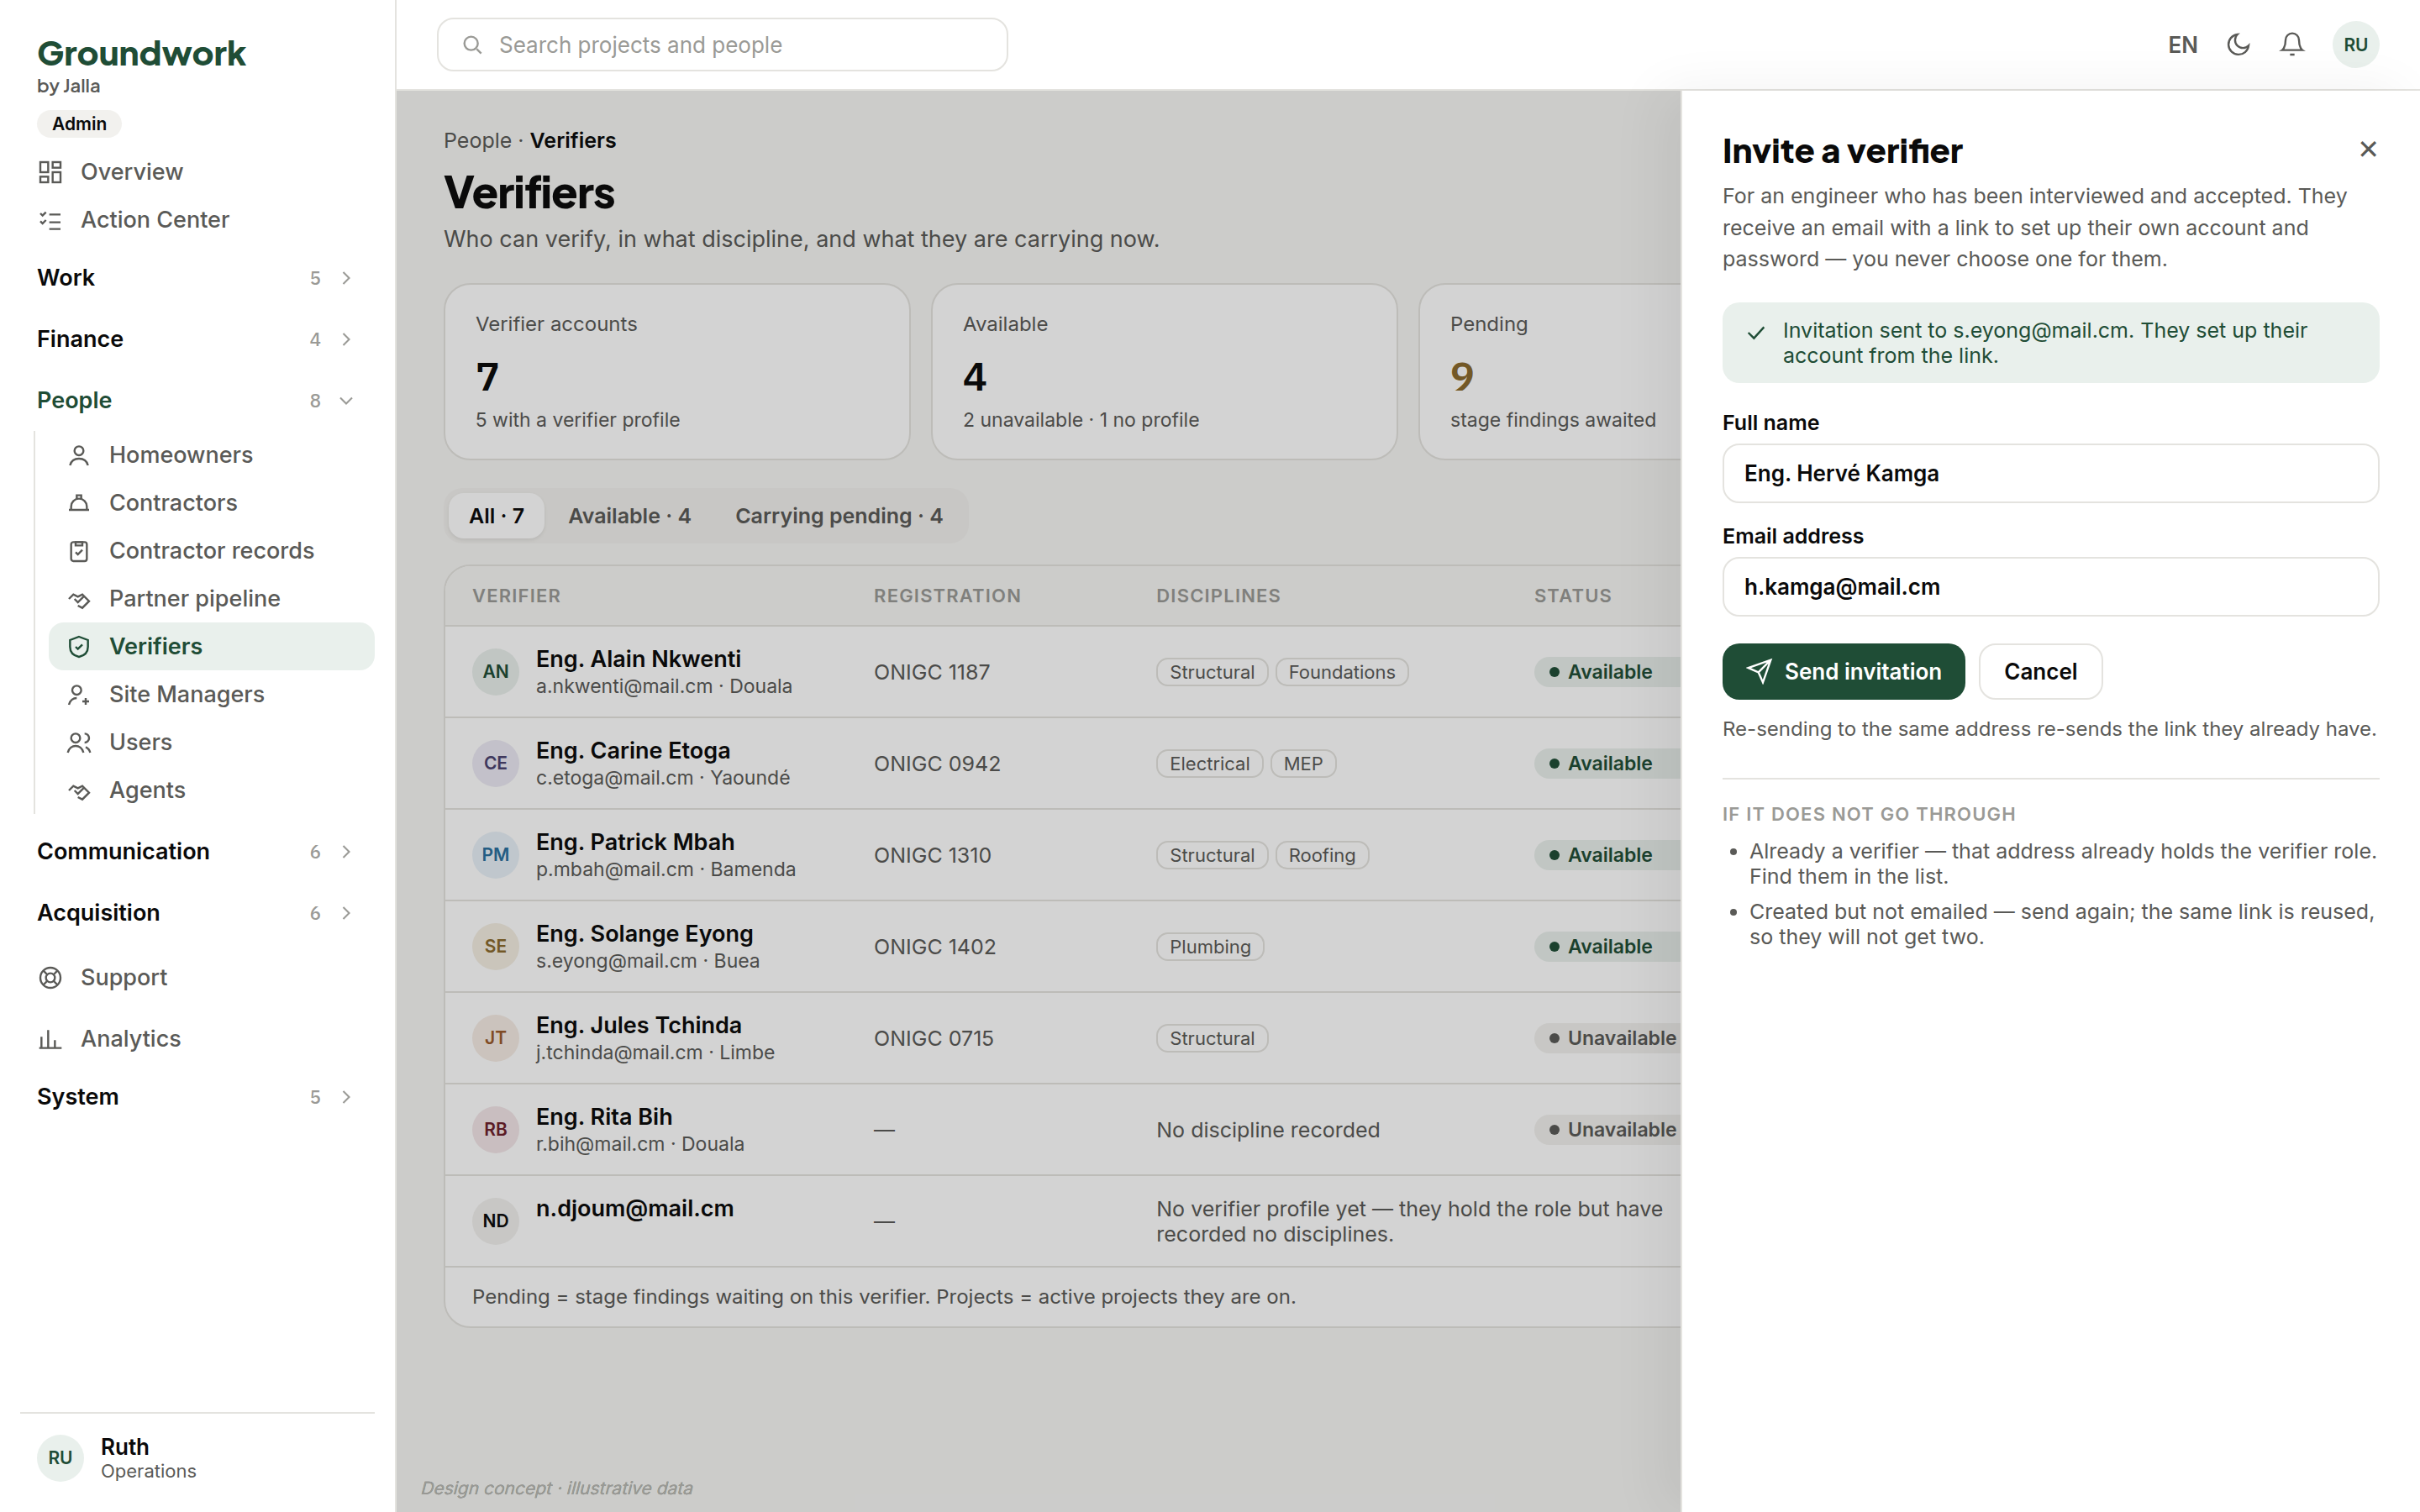 Groundwork
by Jalla
Admin
Overview
Action Center
Work 5
Finance 4
People 8
Homeowners
Contractors
Contractor records
Partner pipeline
Verifiers
Site Managers
Users
Agents
Communication 6
Acquisition 6
Support
Analytics
System 5
RU
Ruth
Operations
Search projects and people
EN
RU
People · Verifiers
Verifiers
Who can verify, in what discipline, and what they are carrying now.
Verifier accounts
7
5 with a verifier profile
Available
4
2 unavailable · 1 no profile
Pending
9
stage findings awaited
All · 7
Available · 4
Carrying pending · 4
VERIFIER REGISTRATION DISCIPLINES STATUS
AN
Eng. Alain Nkwenti
a.nkwenti@mail.cm · Douala
ONIGC 1187
Structural
Foundations
Available
CE
Eng. Carine Etoga
c.etoga@mail.cm · Yaoundé
ONIGC 0942
Electrical
MEP
Available
PM
Eng. Patrick Mbah
p.mbah@mail.cm · Bamenda
ONIGC 1310
Structural
Roofing
Available
SE
Eng. Solange Eyong
s.eyong@mail.cm · Buea
ONIGC 1402
Plumbing
Available
JT
Eng. Jules Tchinda
j.tchinda@mail.cm · Limbe
ONIGC 0715
Structural
Unavailable
RB
Eng. Rita Bih
r.bih@mail.cm · Douala
—
No discipline recorded
Unavailable
ND
n.djoum@mail.cm
—
No verifier profile yet — they hold the role but have
recorded no disciplines.
Pending = stage findings waiting on this verifier. Projects = active projects they are on.
Design concept · illustrative data
Invite a verifier
For an engineer who has been interviewed and accepted. They
receive an email with a link to set up their own account and
password — you never choose one for them.
Invitation sent to s.eyong@mail.cm. They set up their
account from the link.
Full name
Eng. Hervé Kamga
Email address
h.kamga@mail.cm
Send invitation
Cancel
Re-sending to the same address re-sends the link they already have.
IF IT DOES NOT GO THROUGH
• Already a verifier — that address already holds the verifier role.
Find them in the list.
• Created but not emailed — send again; the same link is reused,
so they will not get two.